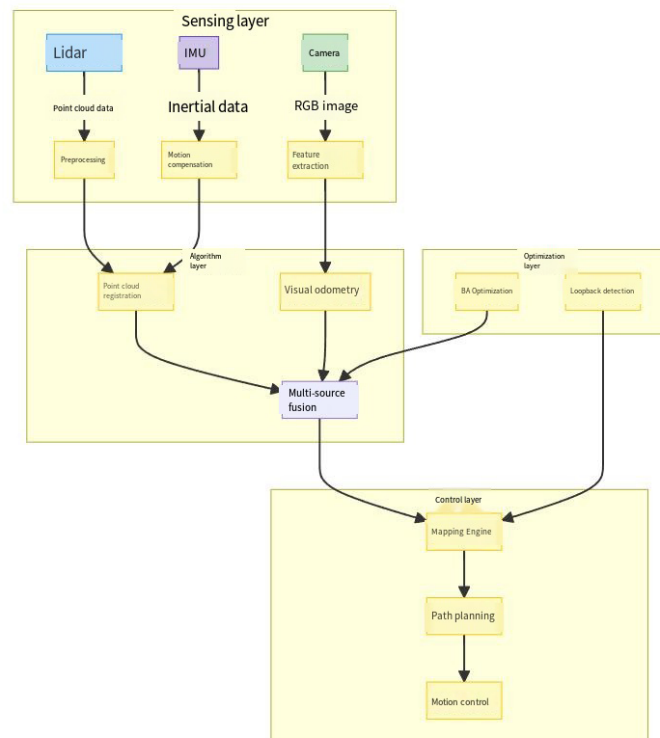 Sensing layer
Lidar
IMU
Camera
Point cloud data
Inertial data
RGB image
Preprocessing
Motion
compensation
Feature
extraction
Algorithm
layer
Optimization
layer
Point cloud
registration
Visual odometry
BA Optimization
Loopback detection
Multi-source
fusion
Control layer
Mapping Engine
Path planning
Motion control